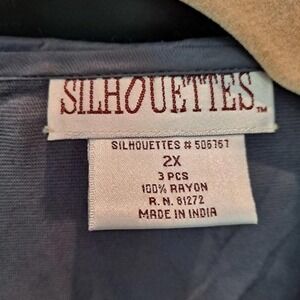 SILHOUETTES™
SILHOUETTES # 506767
2X
3 PCS
100% RAYON
R. N. 81272
MADE IN INDIA